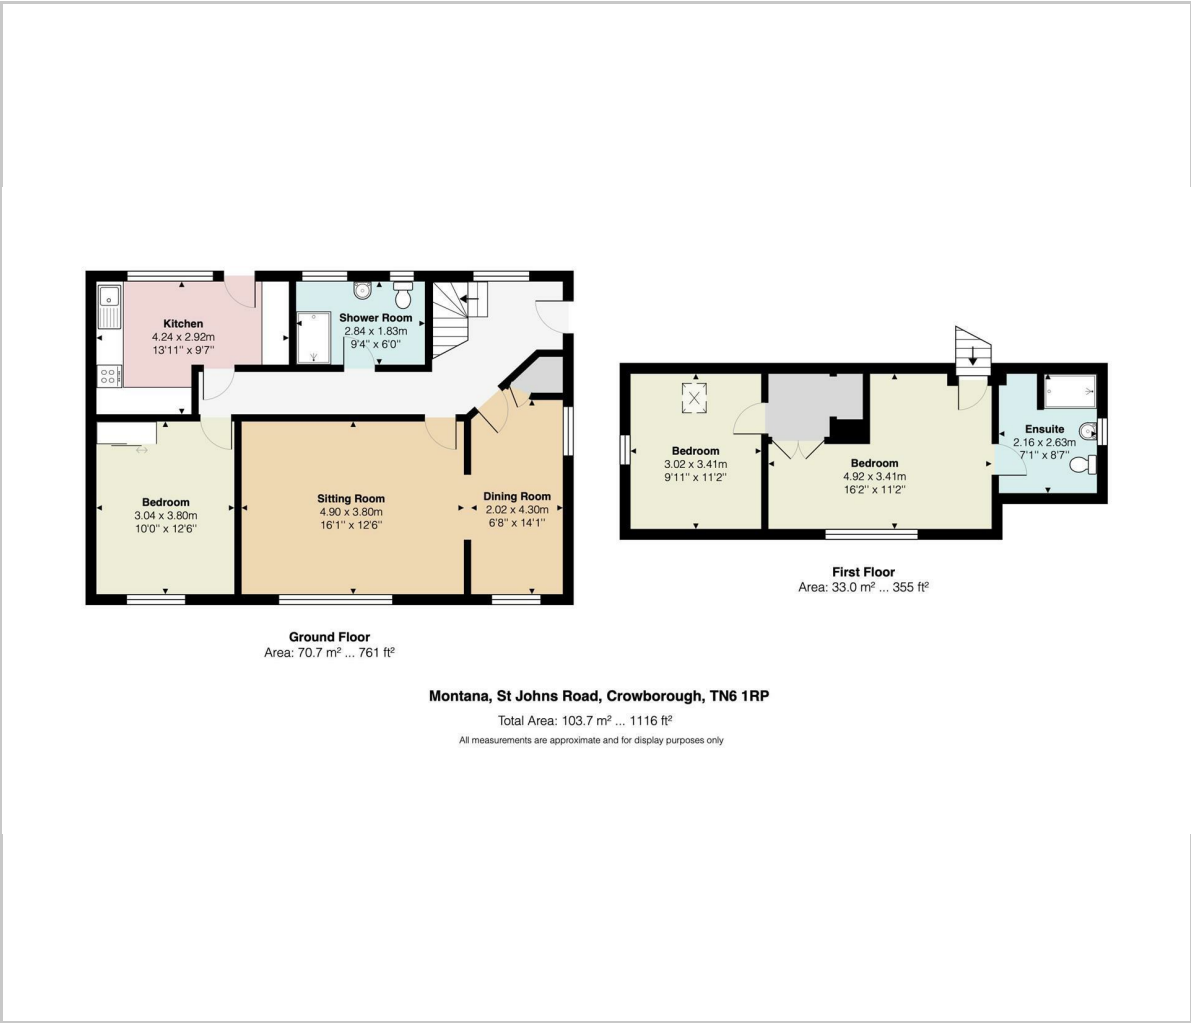 Kitchen
4.24 x 2.92m
13'11" x 9'7"
Shower Room
2.84 x 1.83m
9'4" x 6'0"
Bedroom
3.04 x 3.80m
10'0" x 12'6"
Sitting Room
4.90 x 3.80m
16'1" x 12'6"
Dining Room
2.02 x 4.30m
6'8" x 14'1"
Ground Floor
Area: 70.7 m² ... 761 ft²
Bedroom
3.02 x 3.41m
9'11" x 11'2"
Bedroom
4.92 x 3.41m
16'2" x 11'2"
Ensuite
2.16 x 2.63m
7'1" x 8'7"
First Floor
Area: 33.0 m² ... 355 ft²
Montana, St Johns Road, Crowborough, TN6 1RP
Total Area: 103.7 m² ... 1116 ft²
All measurements are approximate and for display purposes only